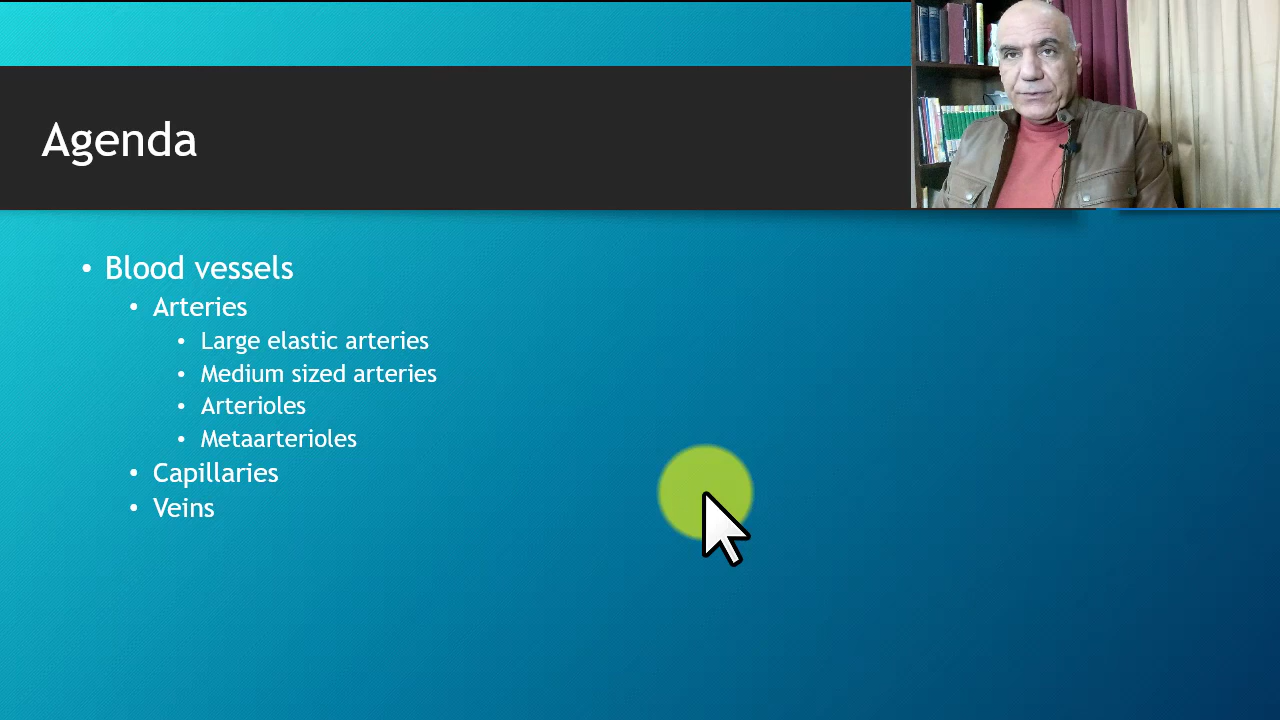 Agenda
• Blood vessels
• Arteries
• Large elastic arteries
• Medium sized arteries
• Arterioles
• Metaarterioles
• Capillaries
• Veins